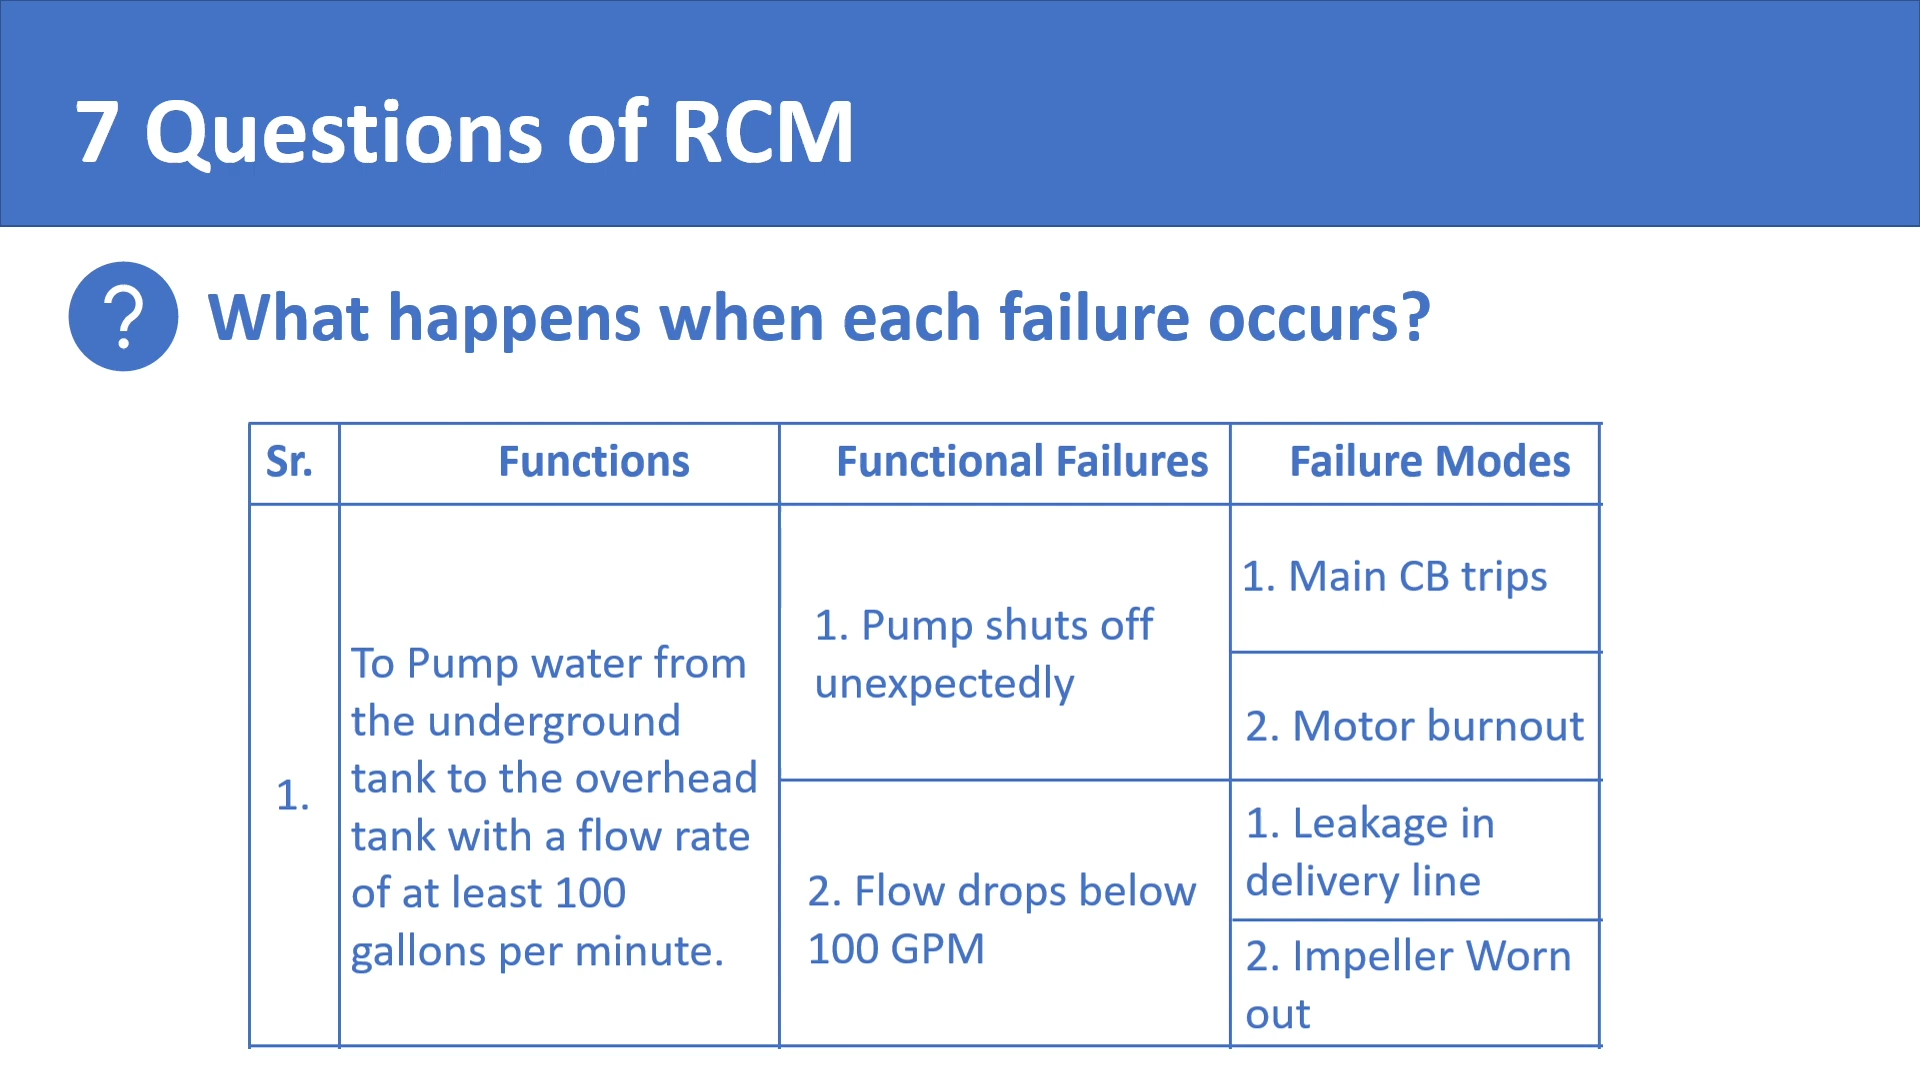 7 Questions of RCM
?
What happens when each failure occurs?
Sr.
Functions
Functional Failures
Failure Modes
1.
To Pump water from
the underground
tank to the overhead
tank with a flow rate
of at least 100
gallons per minute.
1. Pump shuts off
unexpectedly
1. Main CB trips
2. Motor burnout
2. Flow drops below
100 GPM
1. Leakage in
delivery line
2. Impeller Worn
out